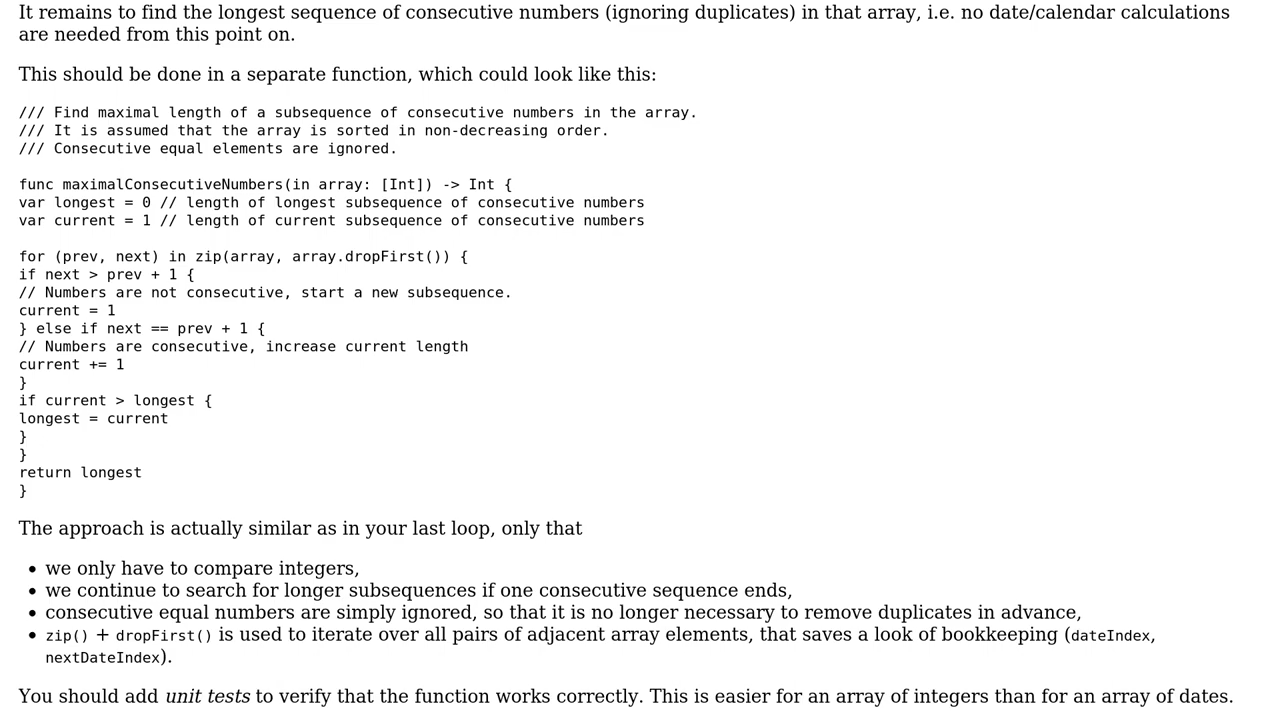 It remains to find the longest sequence of consecutive numbers (ignoring duplicates) in that array, i.e. no date/calendar calculations
are needed from this point on.
This should be done in a separate function, which could look like this:
/// Find maximal length of a subsequence of consecutive numbers in the array.
/// It is assumed that the array is sorted in non-decreasing order.
/// Consecutive equal elements are ignored.
func maximalConsecutiveNumbers(in array: [Int]) -> Int {
var longest = 0 // length of longest subsequence of consecutive numbers
var current = 1 // length of current subsequence of consecutive numbers
for (prev, next) in zip(array, array.dropFirst()) {
if next > prev + 1 {
// Numbers are not consecutive, start a new subsequence.
current = 1
} else if next == prev + 1 {
// Numbers are consecutive, increase current length
current += 1
}
if current > longest {
longest = current
}
}
return longest
}
The approach is actually similar as in your last loop, only that
• we only have to compare integers,
• we continue to search for longer subsequences if one consecutive sequence ends,
• consecutive equal numbers are simply ignored, so that it is no longer necessary to remove duplicates in advance,
• zip() + dropFirst() is used to iterate over all pairs of adjacent array elements, that saves a look of bookkeeping (dateIndex,
nextDateIndex).
You should add unit tests to verify that the function works correctly. This is easier for an array of integers than for an array of dates.